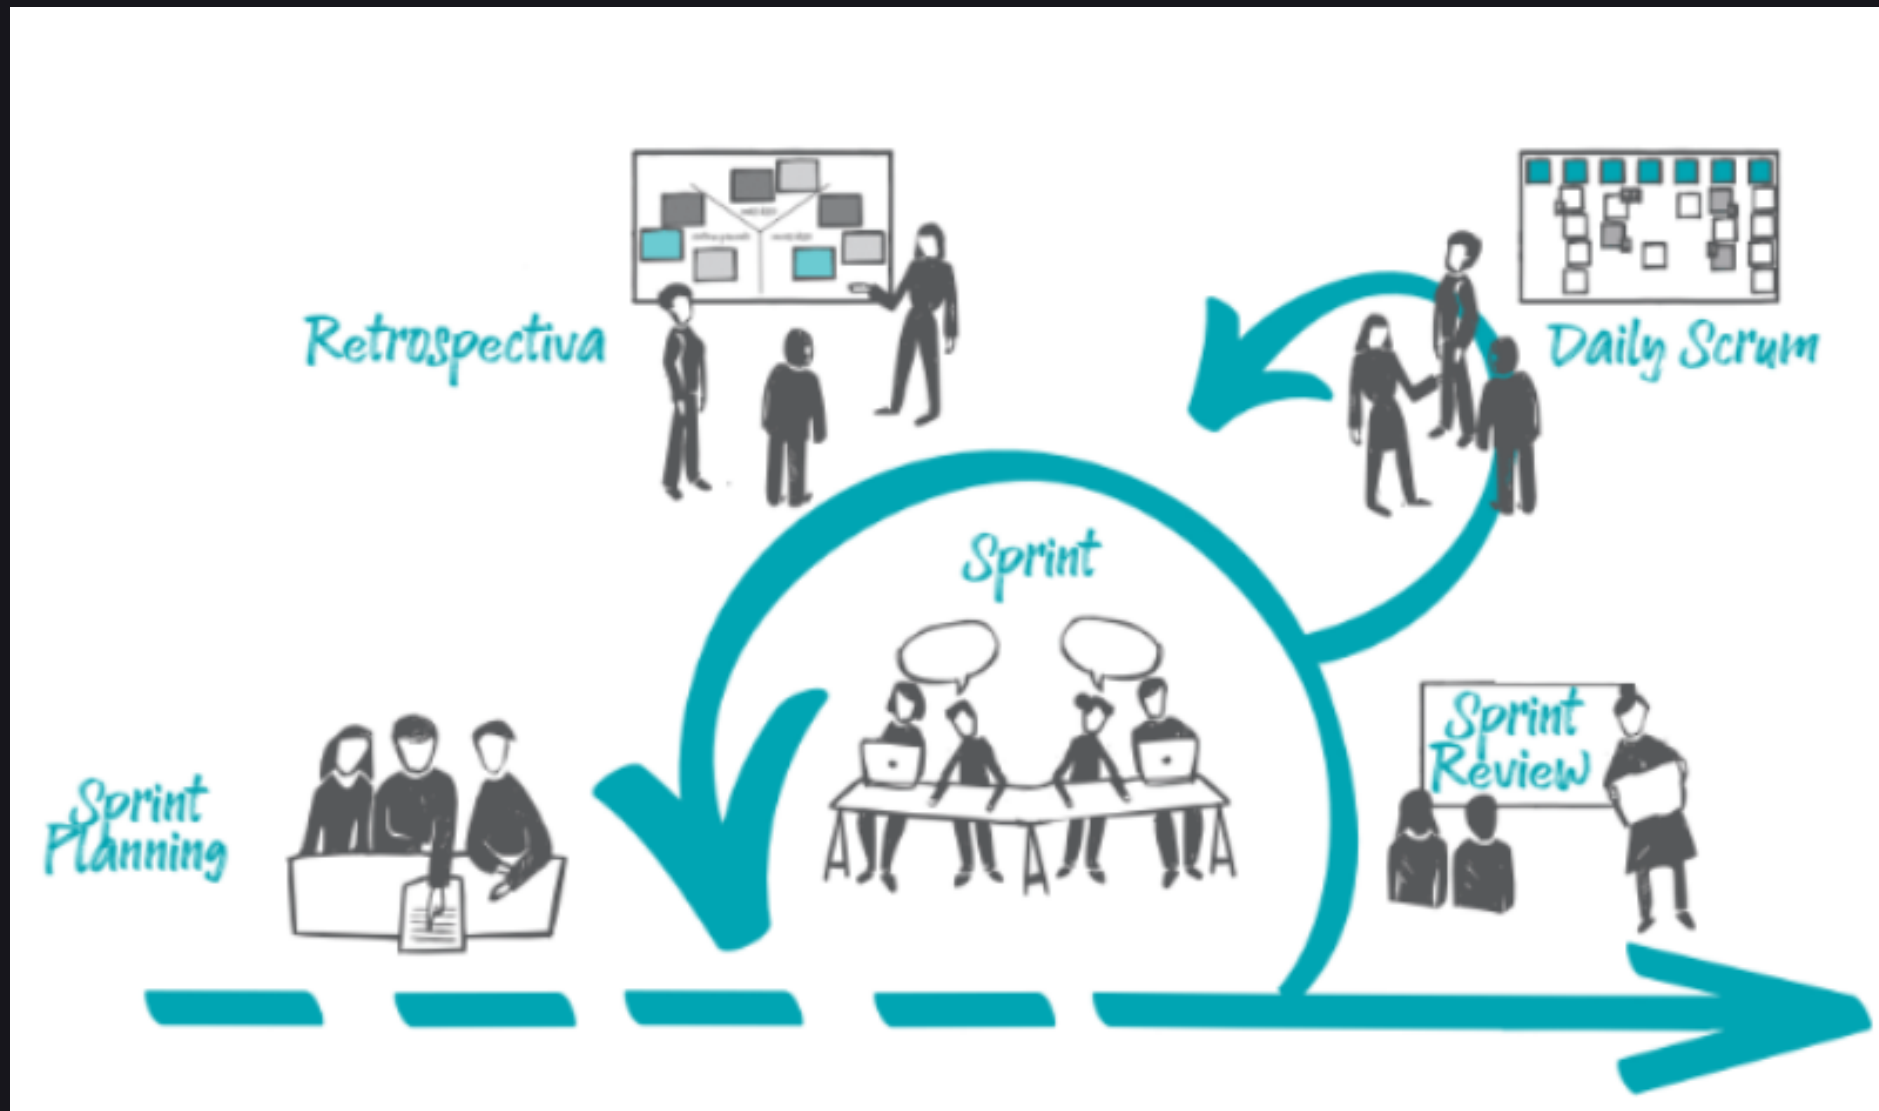 Retrospectiva
Daily Scrum
Sprint
Sprint
Planning
Sprint
Review